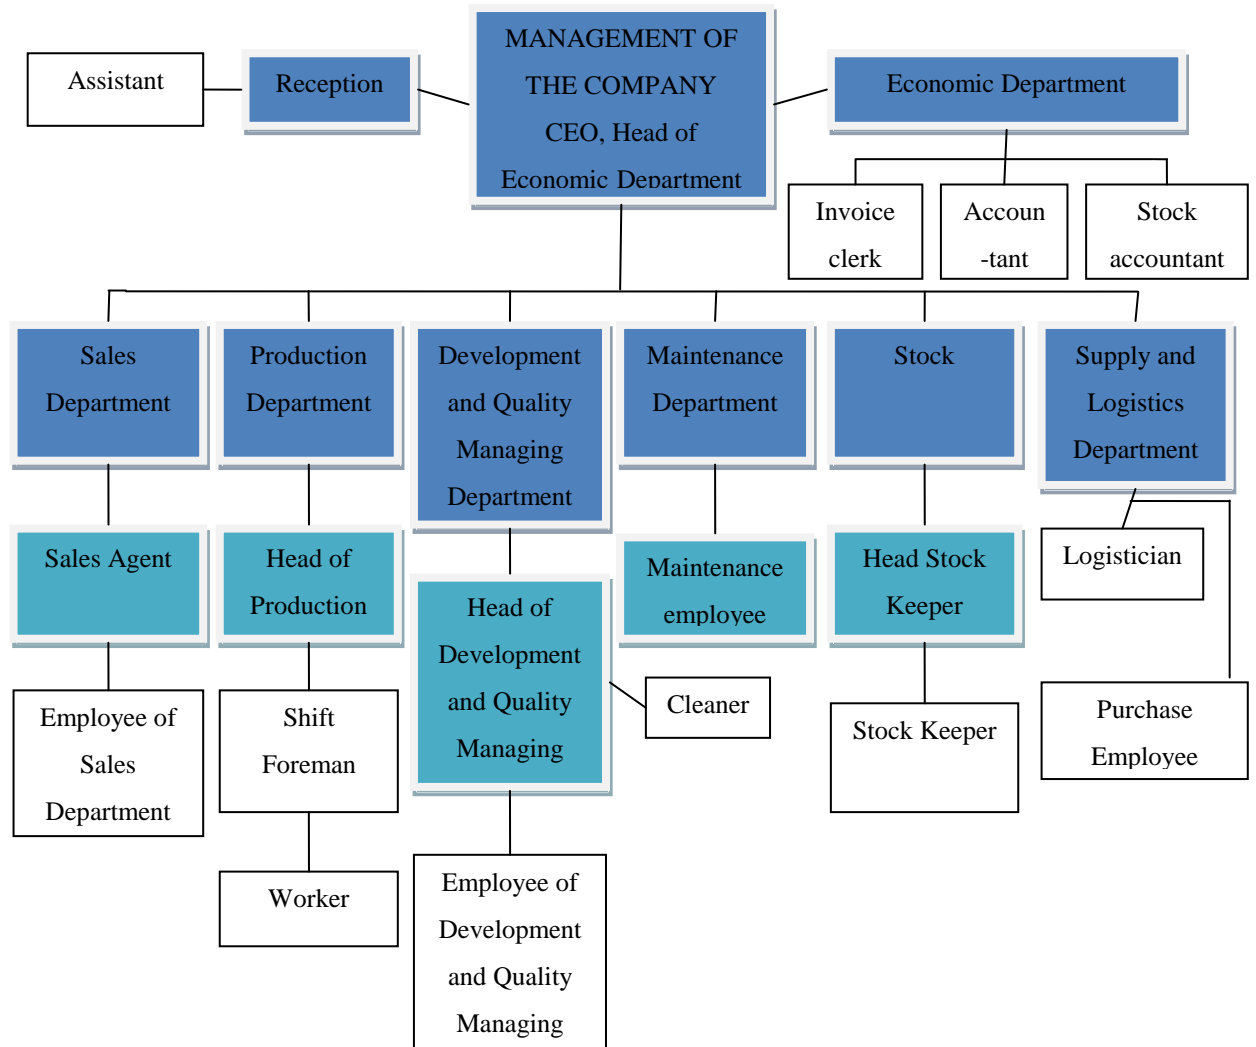 Assistant
Reception
MANAGEMENT OF
THE COMPANY
CEO, Head of
Economic Department
Economic Department
Invoice
clerk
Accoun
-tant
Stock
accountant
Sales
Department
Production
Department
Development
and Quality
Managing
Department
Maintenance
Department
Stock
Supply and
Logistics
Department
Sales Agent
Head of
Production
Head of
Development
and Quality
Managing
Maintenance
employee
Head Stock
Keeper
Logistician
Employee of
Sales
Department
Shift
Foreman
Cleaner
Stock Keeper
Purchase
Employee
Worker
Employee of
Development
and Quality
Managing